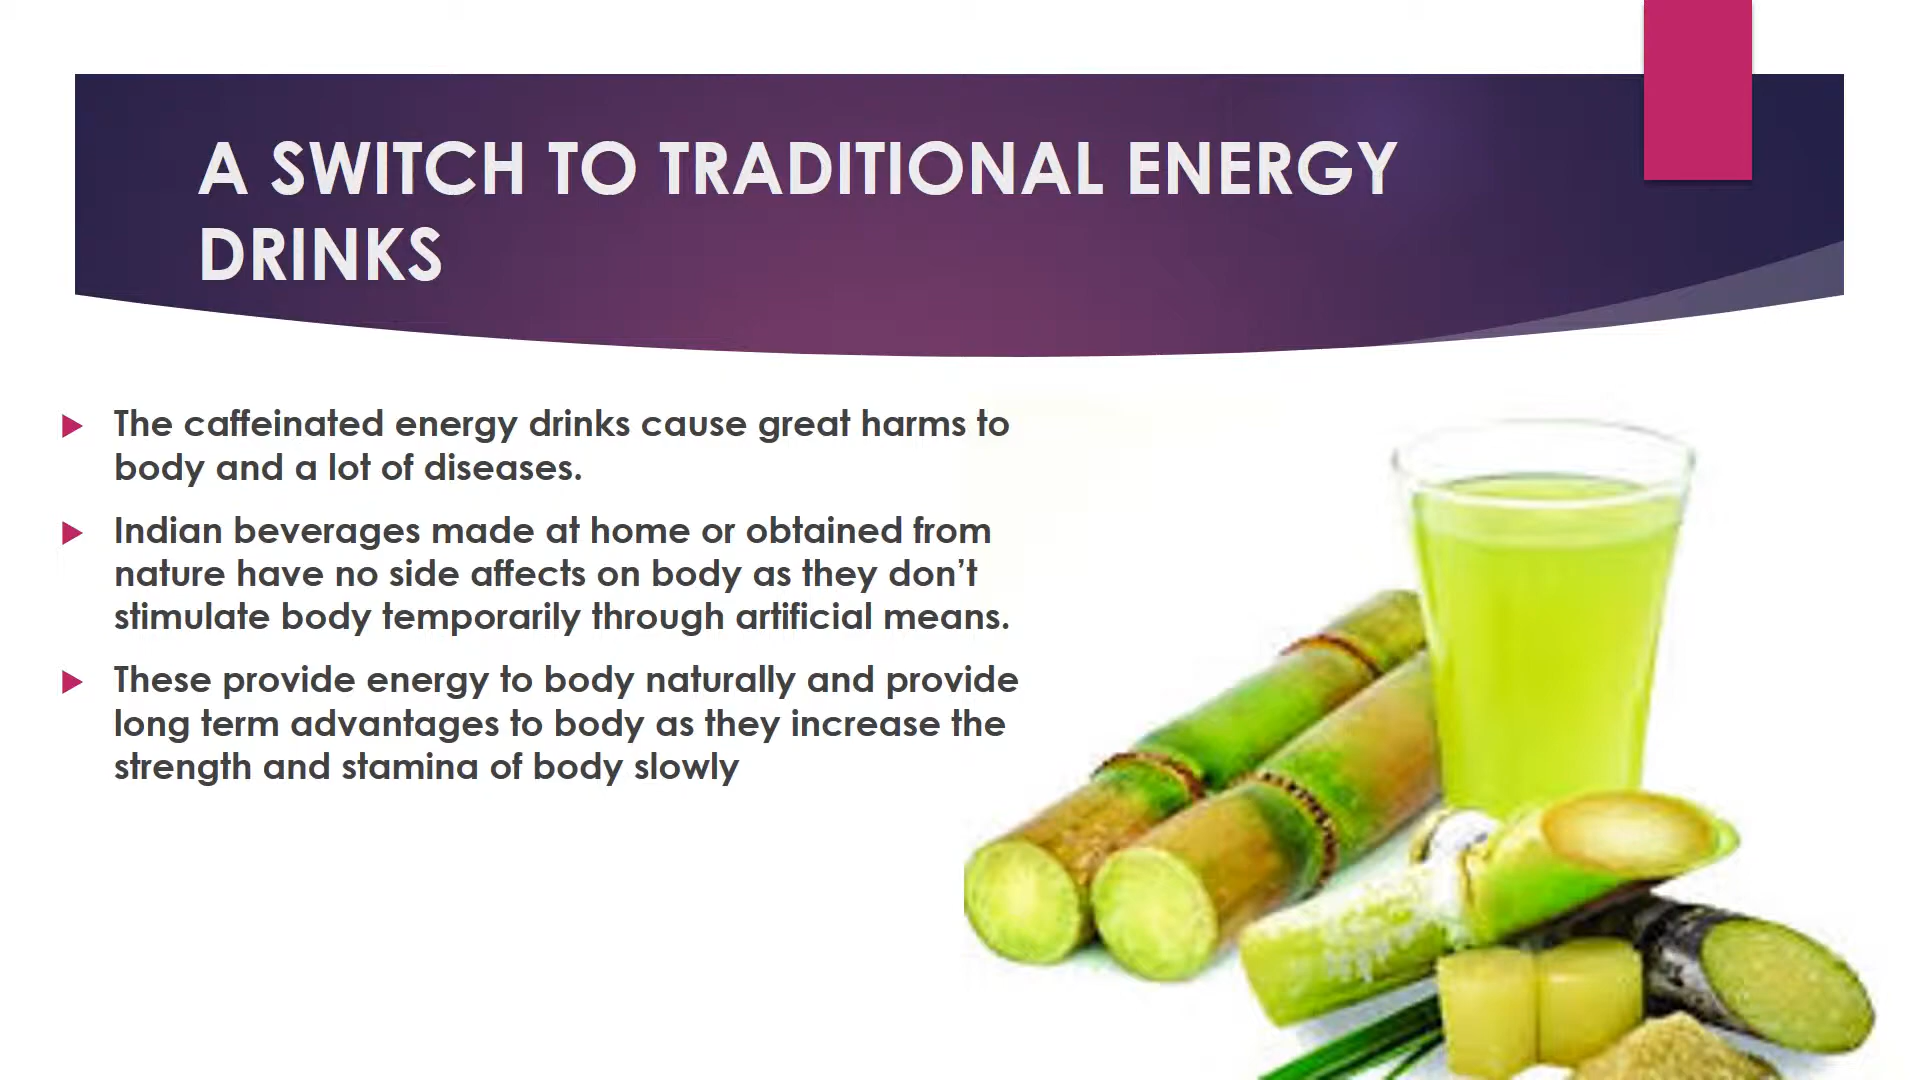 A SWITCH TO TRADITIONAL ENERGY
DRINKS
The caffeinated energy drinks cause great harms to
body and a lot of diseases.
Indian beverages made at home or obtained from
nature have no side affects on body as they don’t
stimulate body temporarily through artificial means.
These provide energy to body naturally and provide
long term advantages to body as they increase the
strength and stamina of body slowly